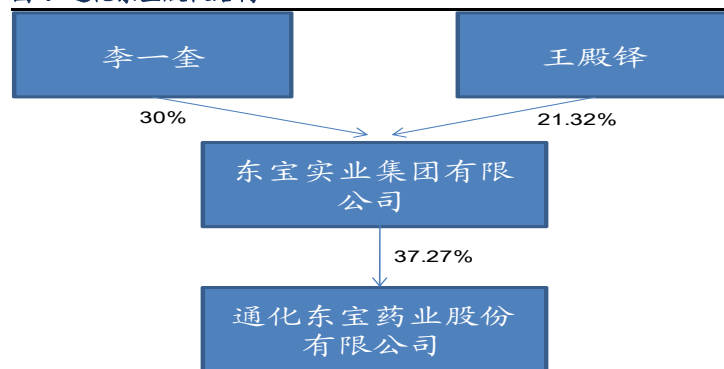 李一奎
王殿铎
30%
21.32%
东宝实业集团有限
公司
37.27%
通化东宝药业股份
有限公司